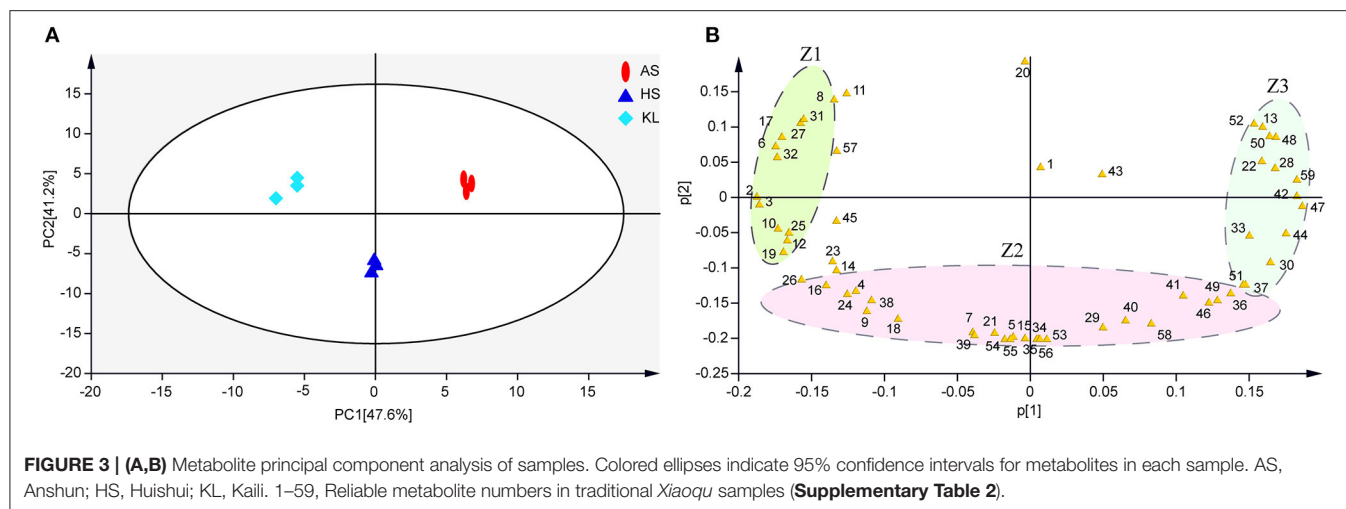 A
AS
HS
KL
15
10
5
0
-5
-10
-15
-20
-20 -15 -10 -5 0 5 10 15
PC2[41.2%]
PC1[47.6%]
B
Z1
Z2
Z3
0.15
0.1
0.05
0
-0.05
-0.1
-0.15
-0.2
-0.25
-0.2 -0.15 -0.1 -0.05 0 0.05 0.1 0.15
p[2]
p[1]
20
8 11
17 27 31
6 32 57
2
3
10 25
12
19
45
23
14
26
16 4
24 38
9
18
7 21 5 15 34 53
39 54 55 35 56
1 43
52 13
50 48
22 28
59
42
47
33 44
30
51
37
41 49 36
46
29 40
58
FIGURE 3 | (A,B) Metabolite principal component analysis of samples. Colored ellipses indicate 95% confidence intervals for metabolites in each sample. AS,
Anshun; HS, Huishui; KL, Kaili. 1–59, Reliable metabolite numbers in traditional Xiaoqu samples (Supplementary Table 2).